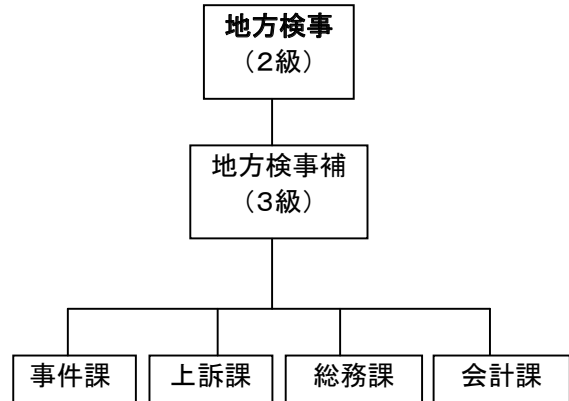 地方検事
（２級）
地方検事補
（３級）
事件課
上訴課
総務課
会計課